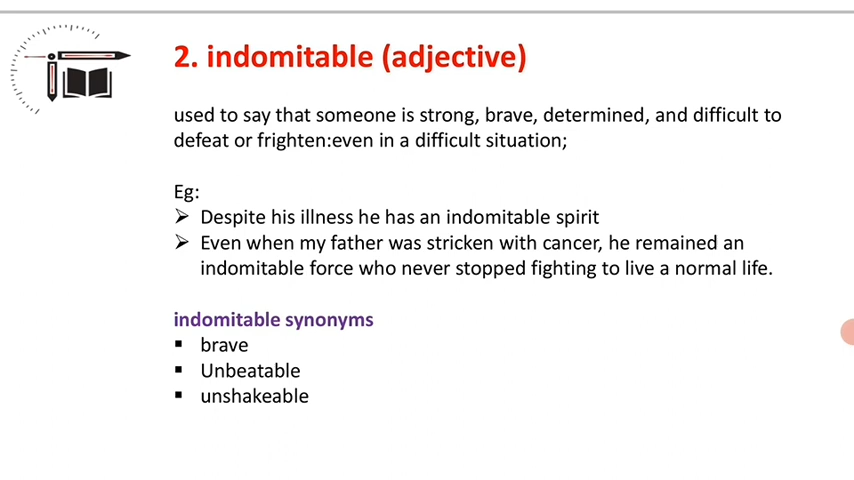 2. indomitable (adjective)
used to say that someone is strong, brave, determined, and difficult to
defeat or frighten:even in a difficult situation;
Eg:
➢ Despite his illness he has an indomitable spirit
➢ Even when my father was stricken with cancer, he remained an
indomitable force who never stopped fighting to live a normal life.
indomitable synonyms
▪ brave
▪ Unbeatable
▪ unshakeable